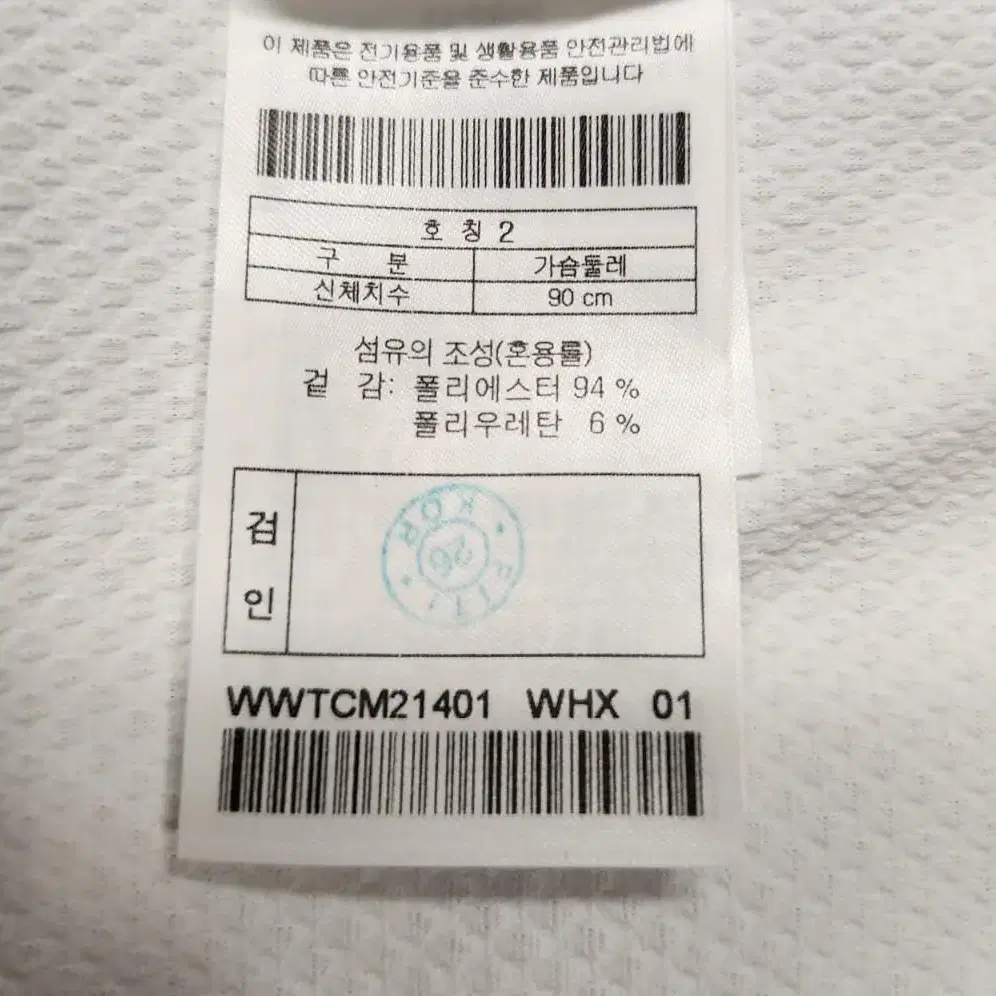 이 제품은 전기용품 및 생활용품 안전관리법에
따른 안전기준을 준수한 제품입니다
호 칭 2
구 분 가슴둘레
신체치수 90 cm
섬유의 조성(혼용률)
겉 감: 폴리에스터 94 %
폴리우레탄 6 %
검
인
KOR
26
WWTCM21401 WHX 01